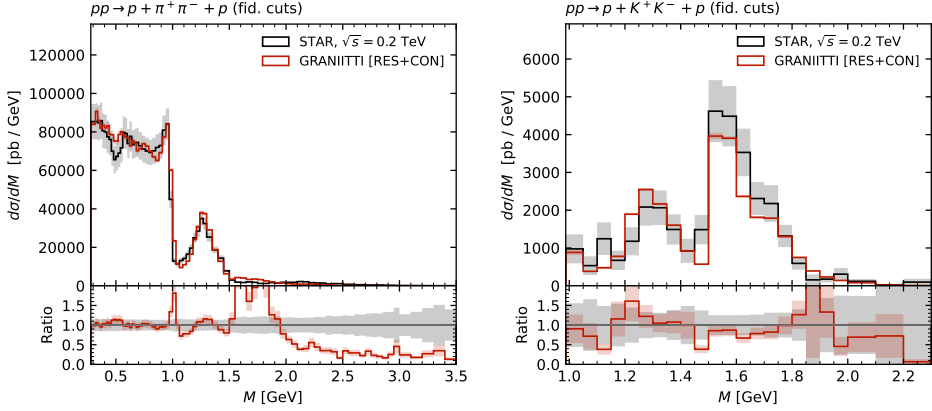 pp → p + π⁺π⁻ + p (fid. cuts)
STAR, √s = 0.2 TeV
GRANIITTI [RES+CON]
dσ/dM [pb / GeV]
120000
100000
80000
60000
40000
20000
0
Ratio
1.5
1.0
0.5
0.0
0.5 1.0 1.5 2.0 2.5 3.0 3.5
M [GeV]
pp → p + K⁺K⁻ + p (fid. cuts)
STAR, √s = 0.2 TeV
GRANIITTI [RES+CON]
dσ/dM [pb / GeV]
6000
5000
4000
3000
2000
1000
0
Ratio
1.5
1.0
0.5
0.0
1.0 1.2 1.4 1.6 1.8 2.0 2.2
M [GeV]